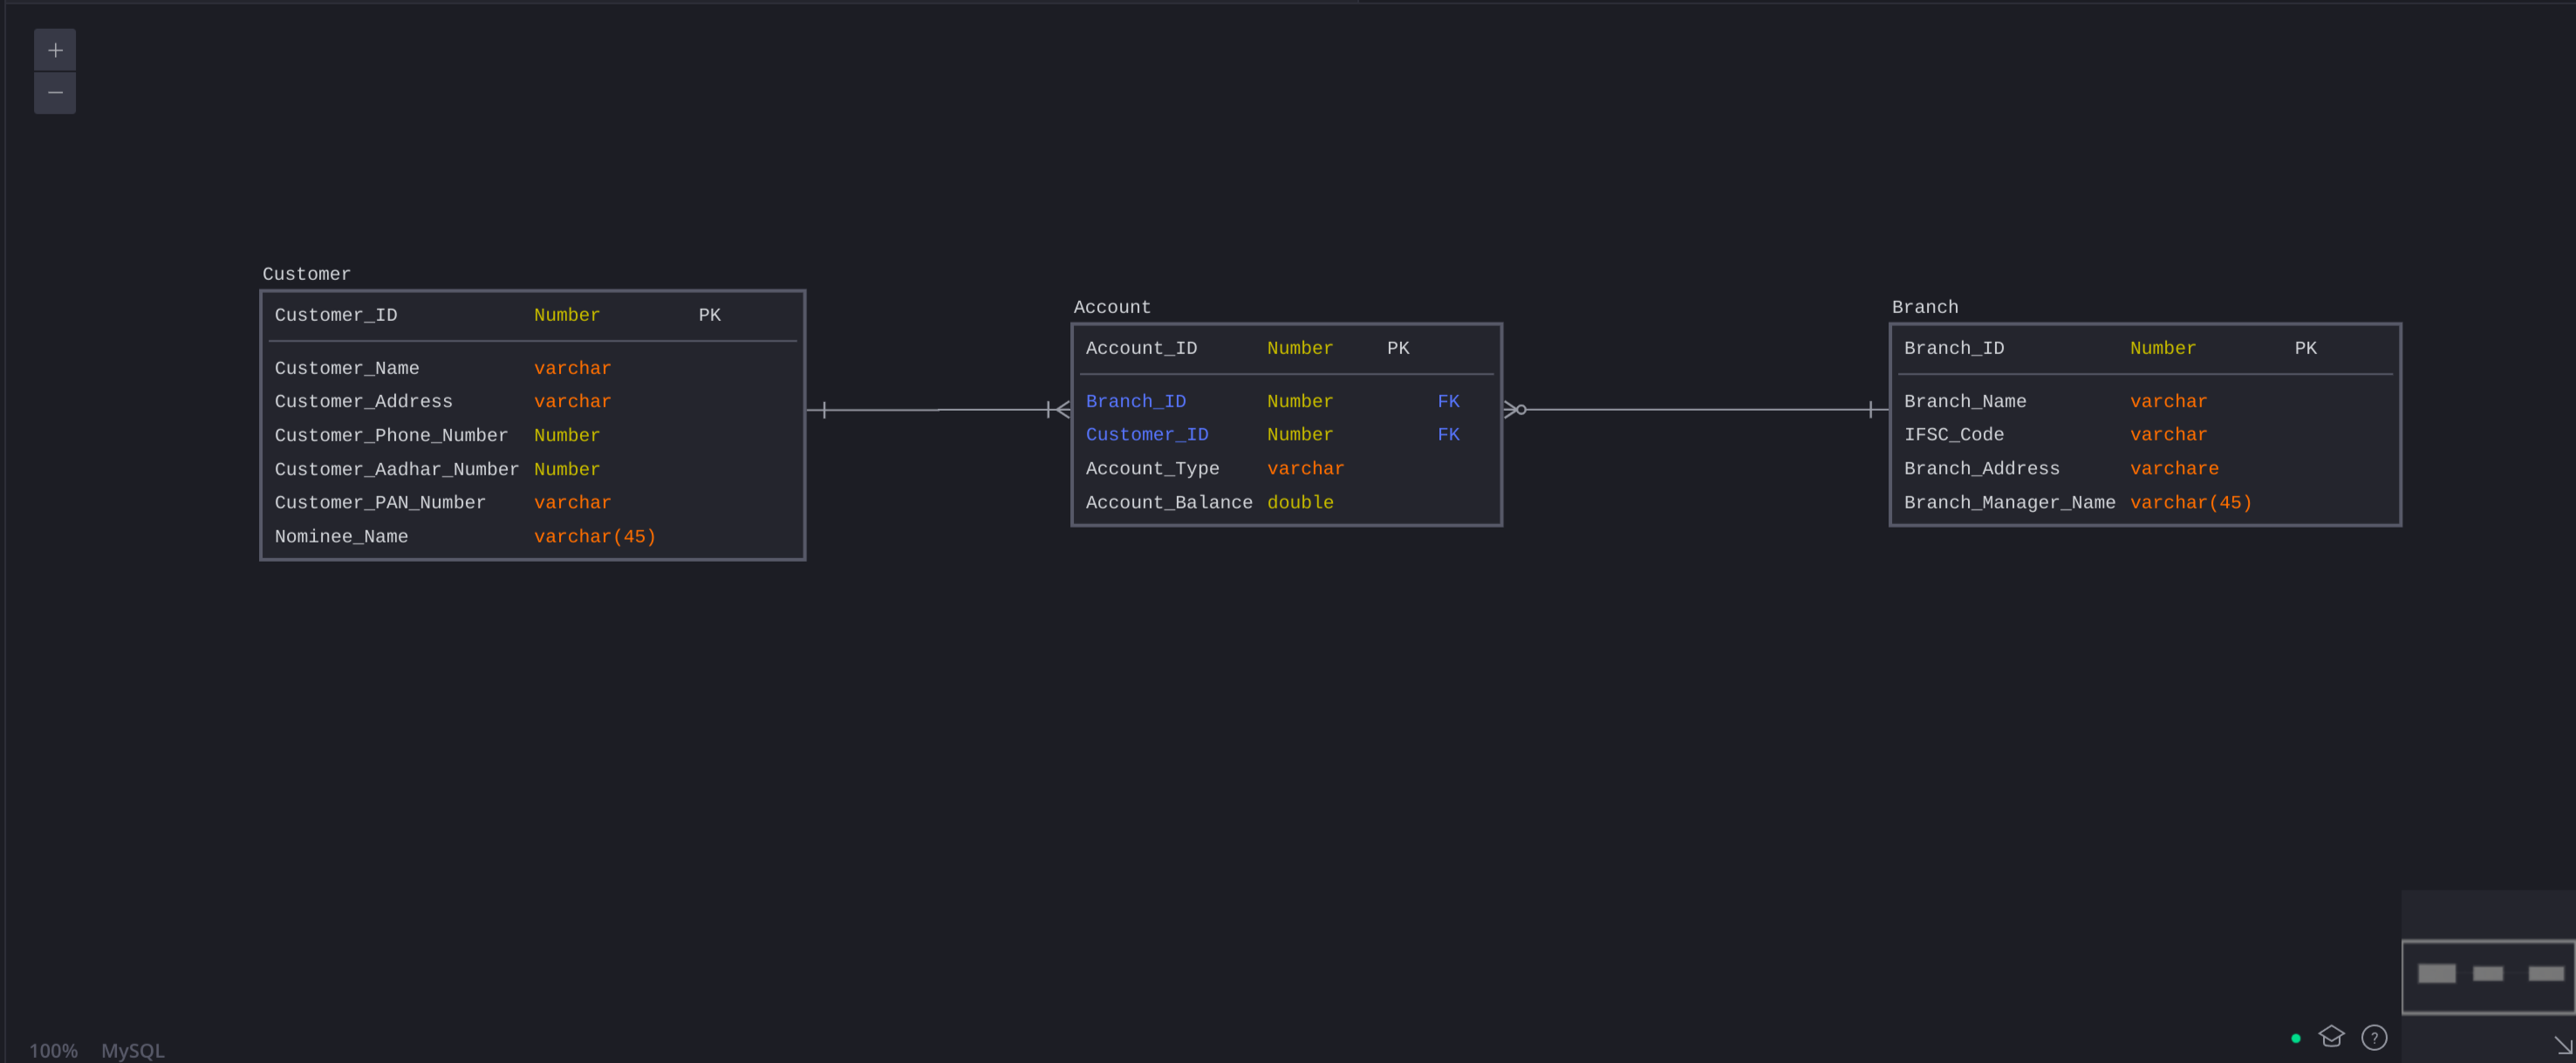 Customer
Customer_ID Number PK
Customer_Name varchar
Customer_Address varchar
Customer_Phone_Number Number
Customer_Aadhar_Number Number
Customer_PAN_Number varchar
Nominee_Name varchar(45)
Account
Account_ID Number PK
Branch_ID Number FK
Customer_ID Number FK
Account_Type varchar
Account_Balance double
Branch
Branch_ID Number PK
Branch_Name varchar
IFSC_Code varchar
Branch_Address varchare
Branch_Manager_Name varchar(45)
100% MySQL